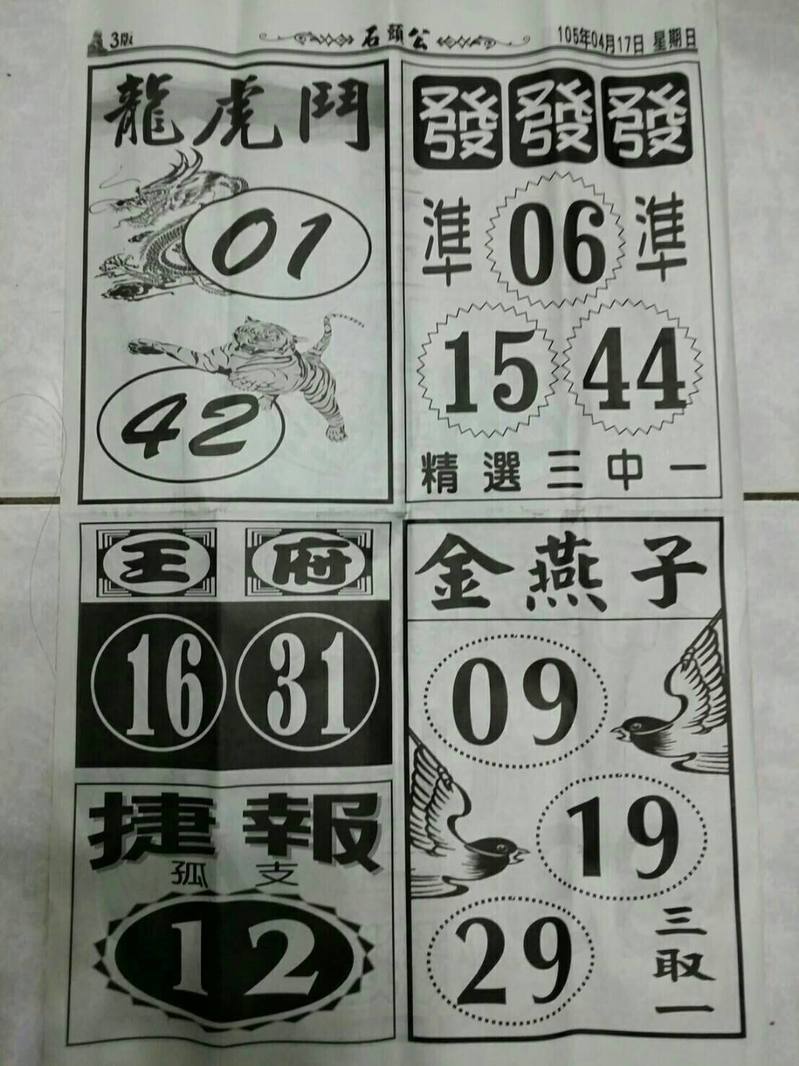 3版 石頭公 105年04月17日 星期日
龍虎鬥
01
42
發發發
準 06 準
15 44
精選三中一
王府
16 31
捷報
孤支
12
金燕子
09
19
29
三取一